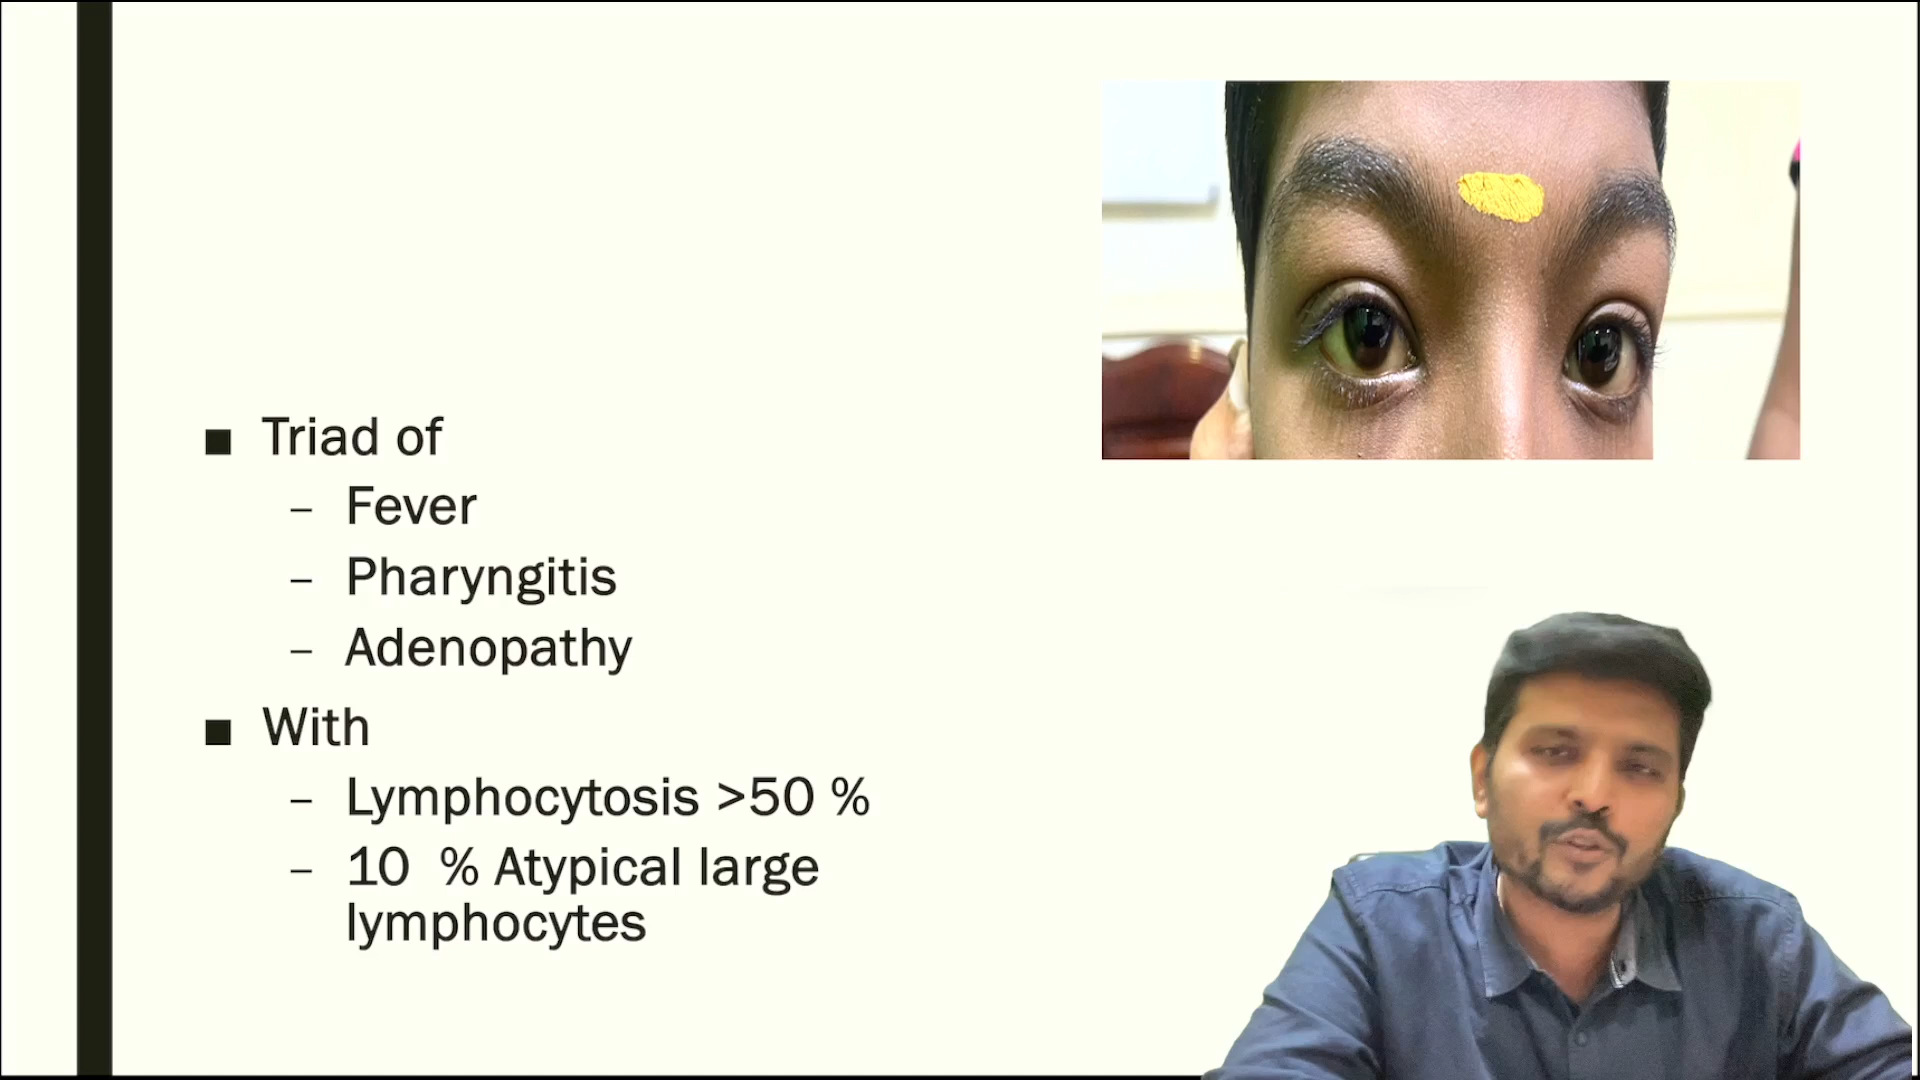 ■ Triad of
– Fever
– Pharyngitis
– Adenopathy
■ With
– Lymphocytosis >50 %
– 10 % Atypical large
lymphocytes